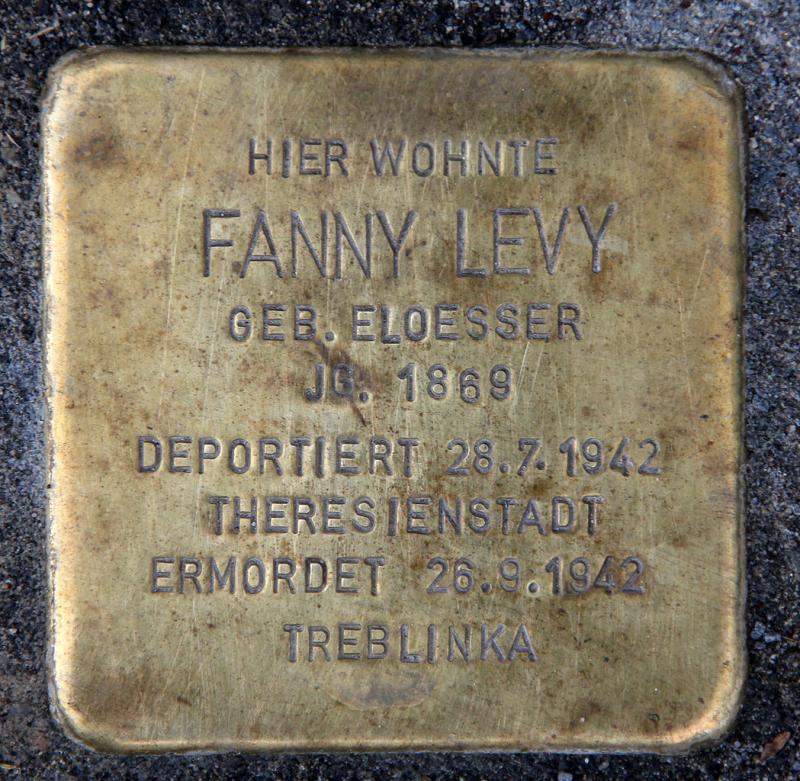 HIER WOHNTE
FANNY LEVY
GEB. ELOESSER
JG. 1869
DEPORTIERT 28.7.1942
THERESIENSTADT
ERMORDET 26.9.1942
TREBLINKA